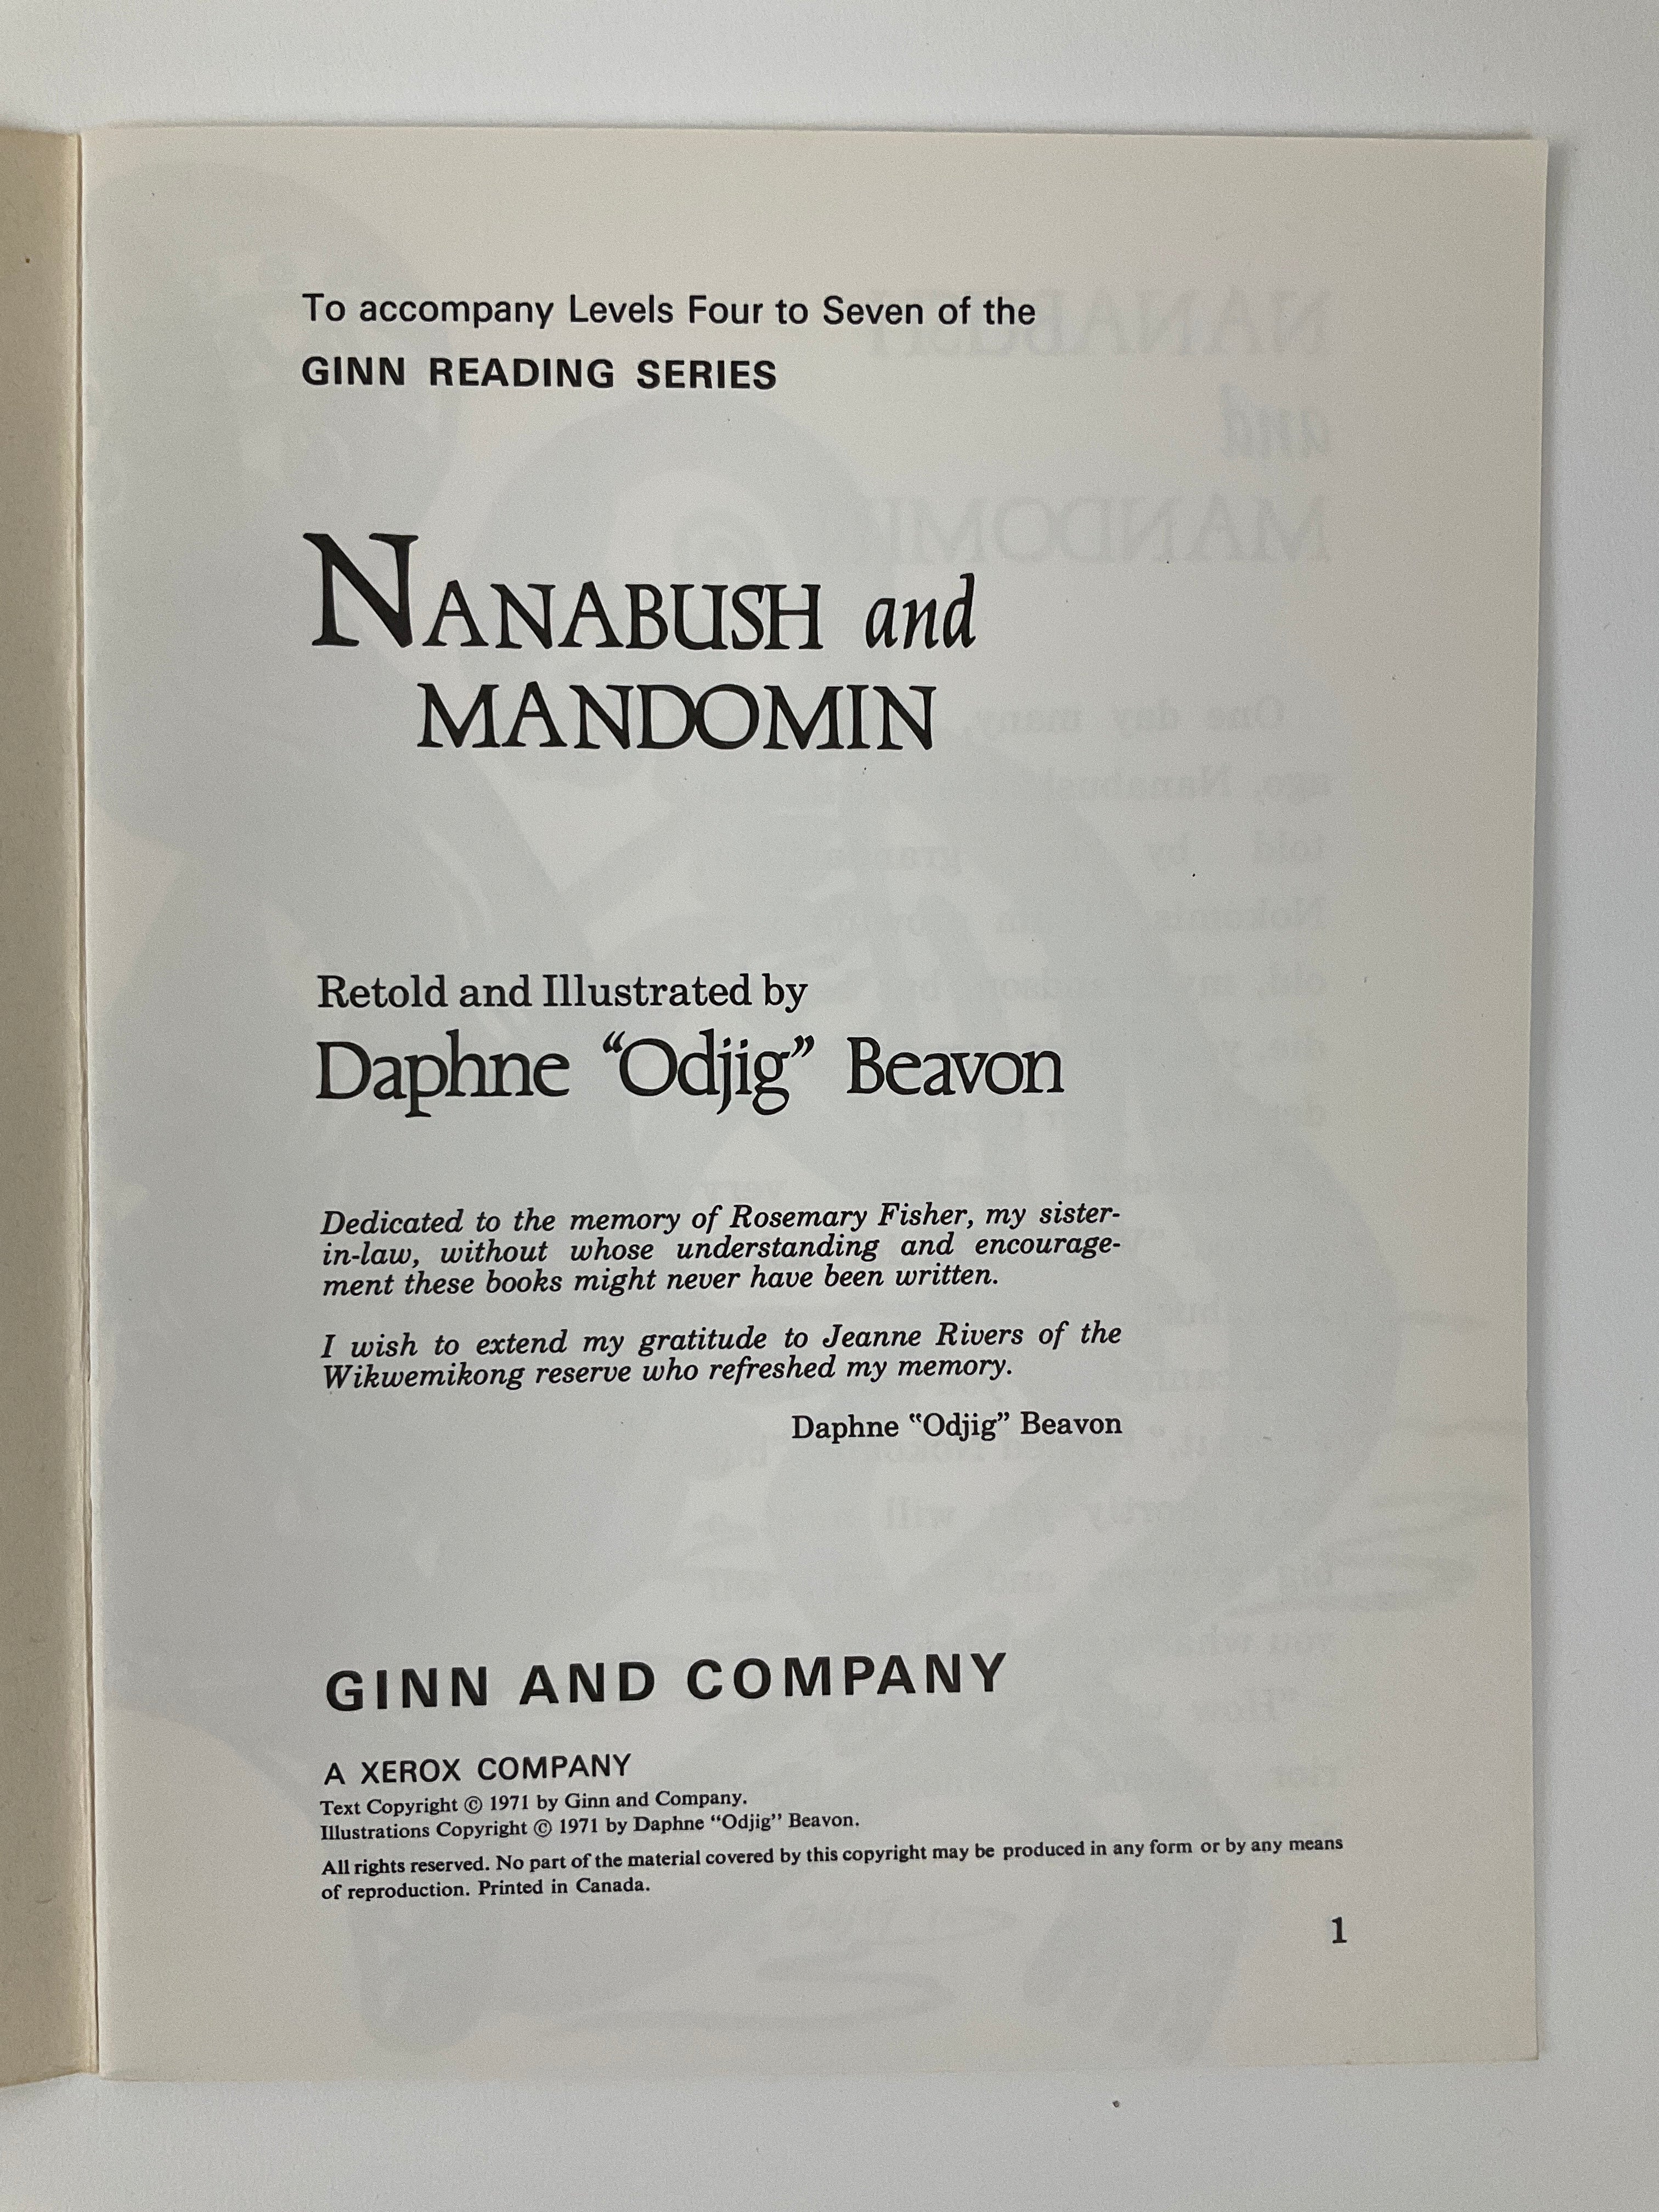 To accompany Levels Four to Seven of the
GINN READING SERIES
NANABUSH and
MANDOMIN
Retold and Illustrated by
Daphne “Odjig” Beavon
Dedicated to the memory of Rosemary Fisher, my sister-
in-law, without whose understanding and encourage-
ment these books might never have been written.
I wish to extend my gratitude to Jeanne Rivers of the
Wikwemikong reserve who refreshed my memory.
Daphne “Odjig” Beavon
GINN AND COMPANY
A XEROX COMPANY
Text Copyright © 1971 by Ginn and Company.
Illustrations Copyright © 1971 by Daphne “Odjig” Beavon.
All rights reserved. No part of the material covered by this copyright may be produced in any form or by any means
of reproduction. Printed in Canada.
1